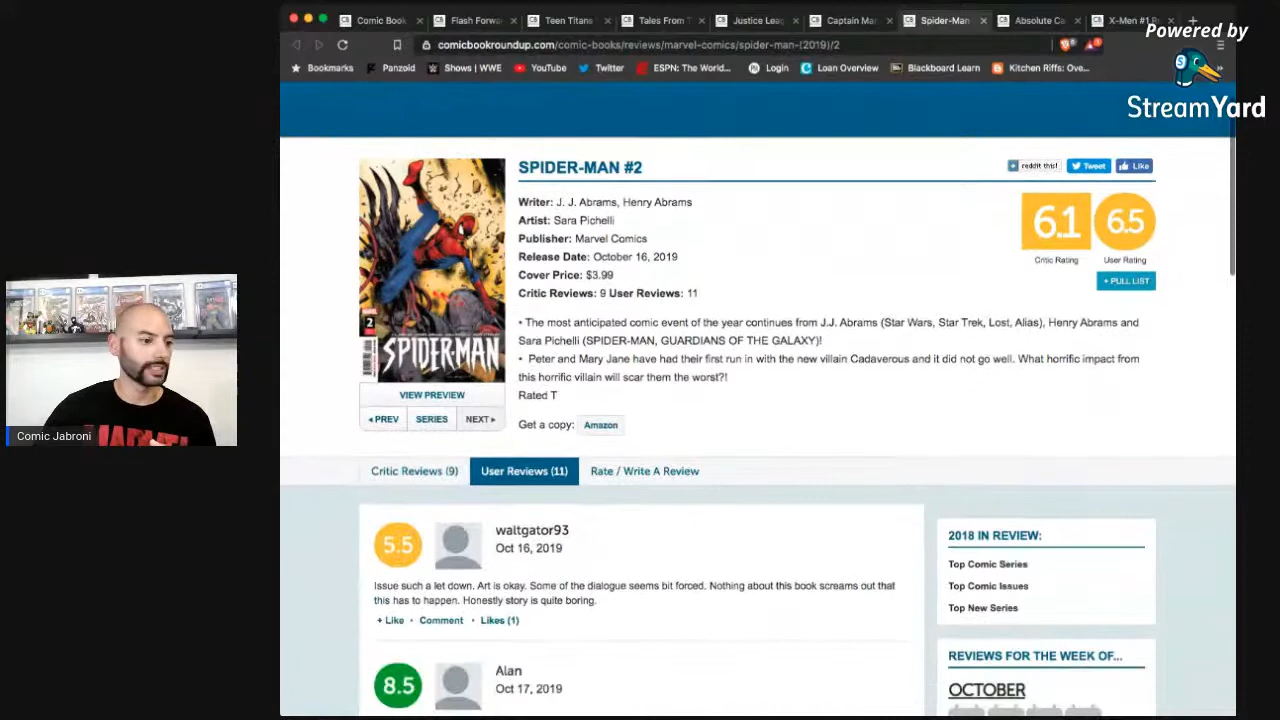 Comic Book
Flash Forwa
Teen Titans
Tales From T
Justice Leag
Captain Ma
Spider-Man
Absolute Ca
X-Men #1
Powered by
comicbookroundup.com/comic-books/reviews/marvel-comics/spider-man-(2019)/2
Bookmarks
Panzoid
Shows | WWE
YouTube
Twitter
ESPN: The World...
Login
Loan Overview
Blackboard Learn
Kitchen Riffs: Ove...
StreamYard
SPIDER-MAN #2
reddit this!
Tweet
Like
Writer: J. J. Abrams, Henry Abrams
Artist: Sara Pichelli
Publisher: Marvel Comics
Release Date: October 16, 2019
Cover Price: $3.99
Critic Reviews: 9 User Reviews: 11
6.1
6.5
Critic Rating
User Rating
+ PULL LIST
• The most anticipated comic event of the year continues from J.J. Abrams (Star Wars, Star Trek, Lost, Alias), Henry Abrams and
Sara Pichelli (SPIDER-MAN, GUARDIANS OF THE GALAXY)!
• Peter and Mary Jane have had their first run in with the new villain Cadaverous and it did not go well. What horrific impact from
this horrific villain will scar them the worst?!
Rated T
2
SPIDER-MAN
VIEW PREVIEW
◂ PREV
SERIES
NEXT ▸
Get a copy: Amazon
Comic Jabroni
Critic Reviews (9)
User Reviews (11)
Rate / Write A Review
5.5
waltgator93
Oct 16, 2019
Issue such a let down. Art is okay. Some of the dialogue seems bit forced. Nothing about this book screams out that
this has to happen. Honestly story is quite boring.
+ Like • Comment • Likes (1)
8.5
Alan
Oct 17, 2019
2018 IN REVIEW:
Top Comic Series
Top Comic Issues
Top New Series
REVIEWS FOR THE WEEK OF...
OCTOBER